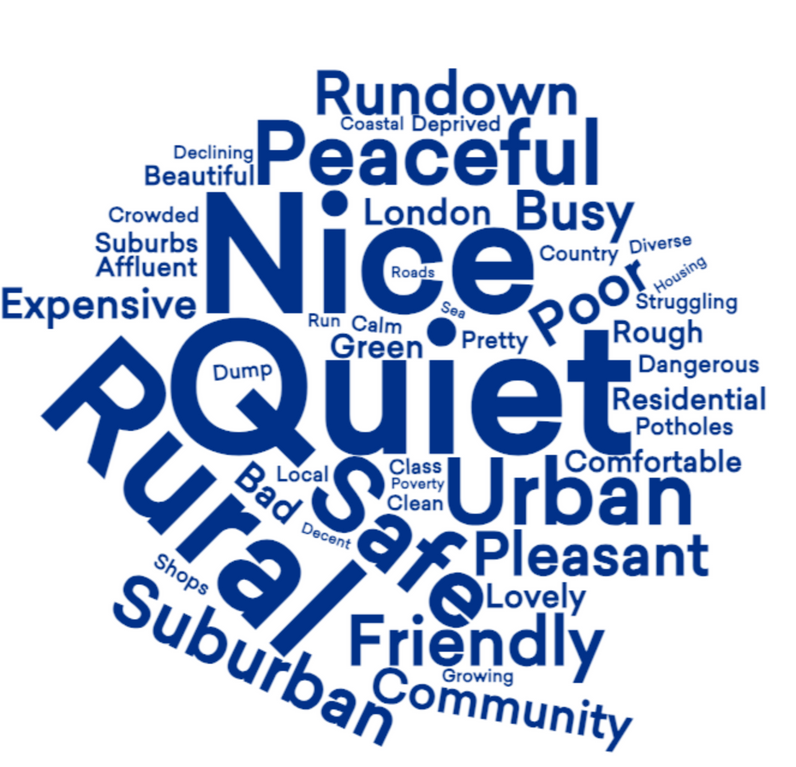 Rundown
Coastal
Deprived
Peaceful
Declining
Beautiful
Nice
London
Busy
Crowded
Suburbs
Affluent
Country
Diverse
Roads
Housing
Poor
Struggling
Expensive
Sea
Run
Calm
Green
Pretty
Rough
Quiet
Dump
Dangerous
Residential
Potholes
Rural
Comfortable
Local
Class
Poverty
Clean
Bad
Safe
Urban
Decent
Pleasant
Shops
Lovely
Suburban
Friendly
Growing
Community